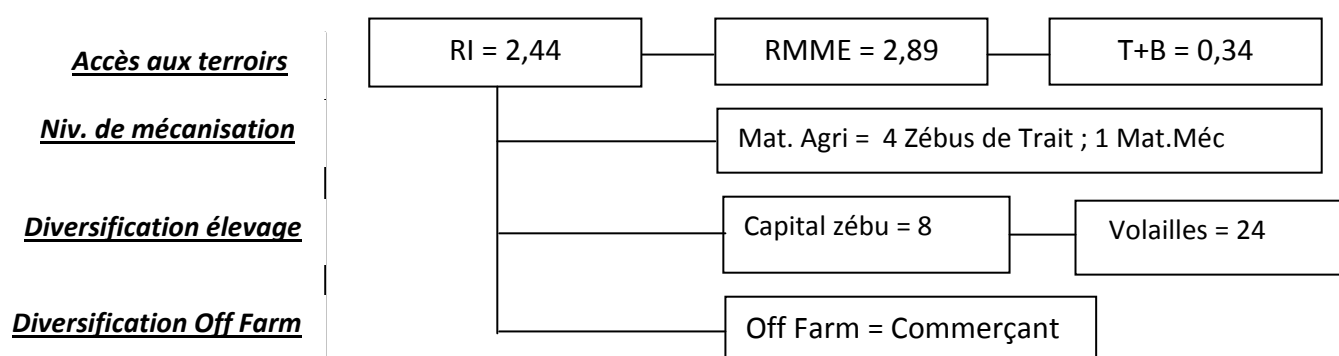 Accès aux terroirs
RI = 2,44
RMME = 2,89
T+B = 0,34
Niv. de mécanisation
Mat. Agri = 4 Zébus de Trait ; 1 Mat.Méc
Diversification élevage
Capital zébu = 8
Volailles = 24
Diversification Off Farm
Off Farm = Commerçant